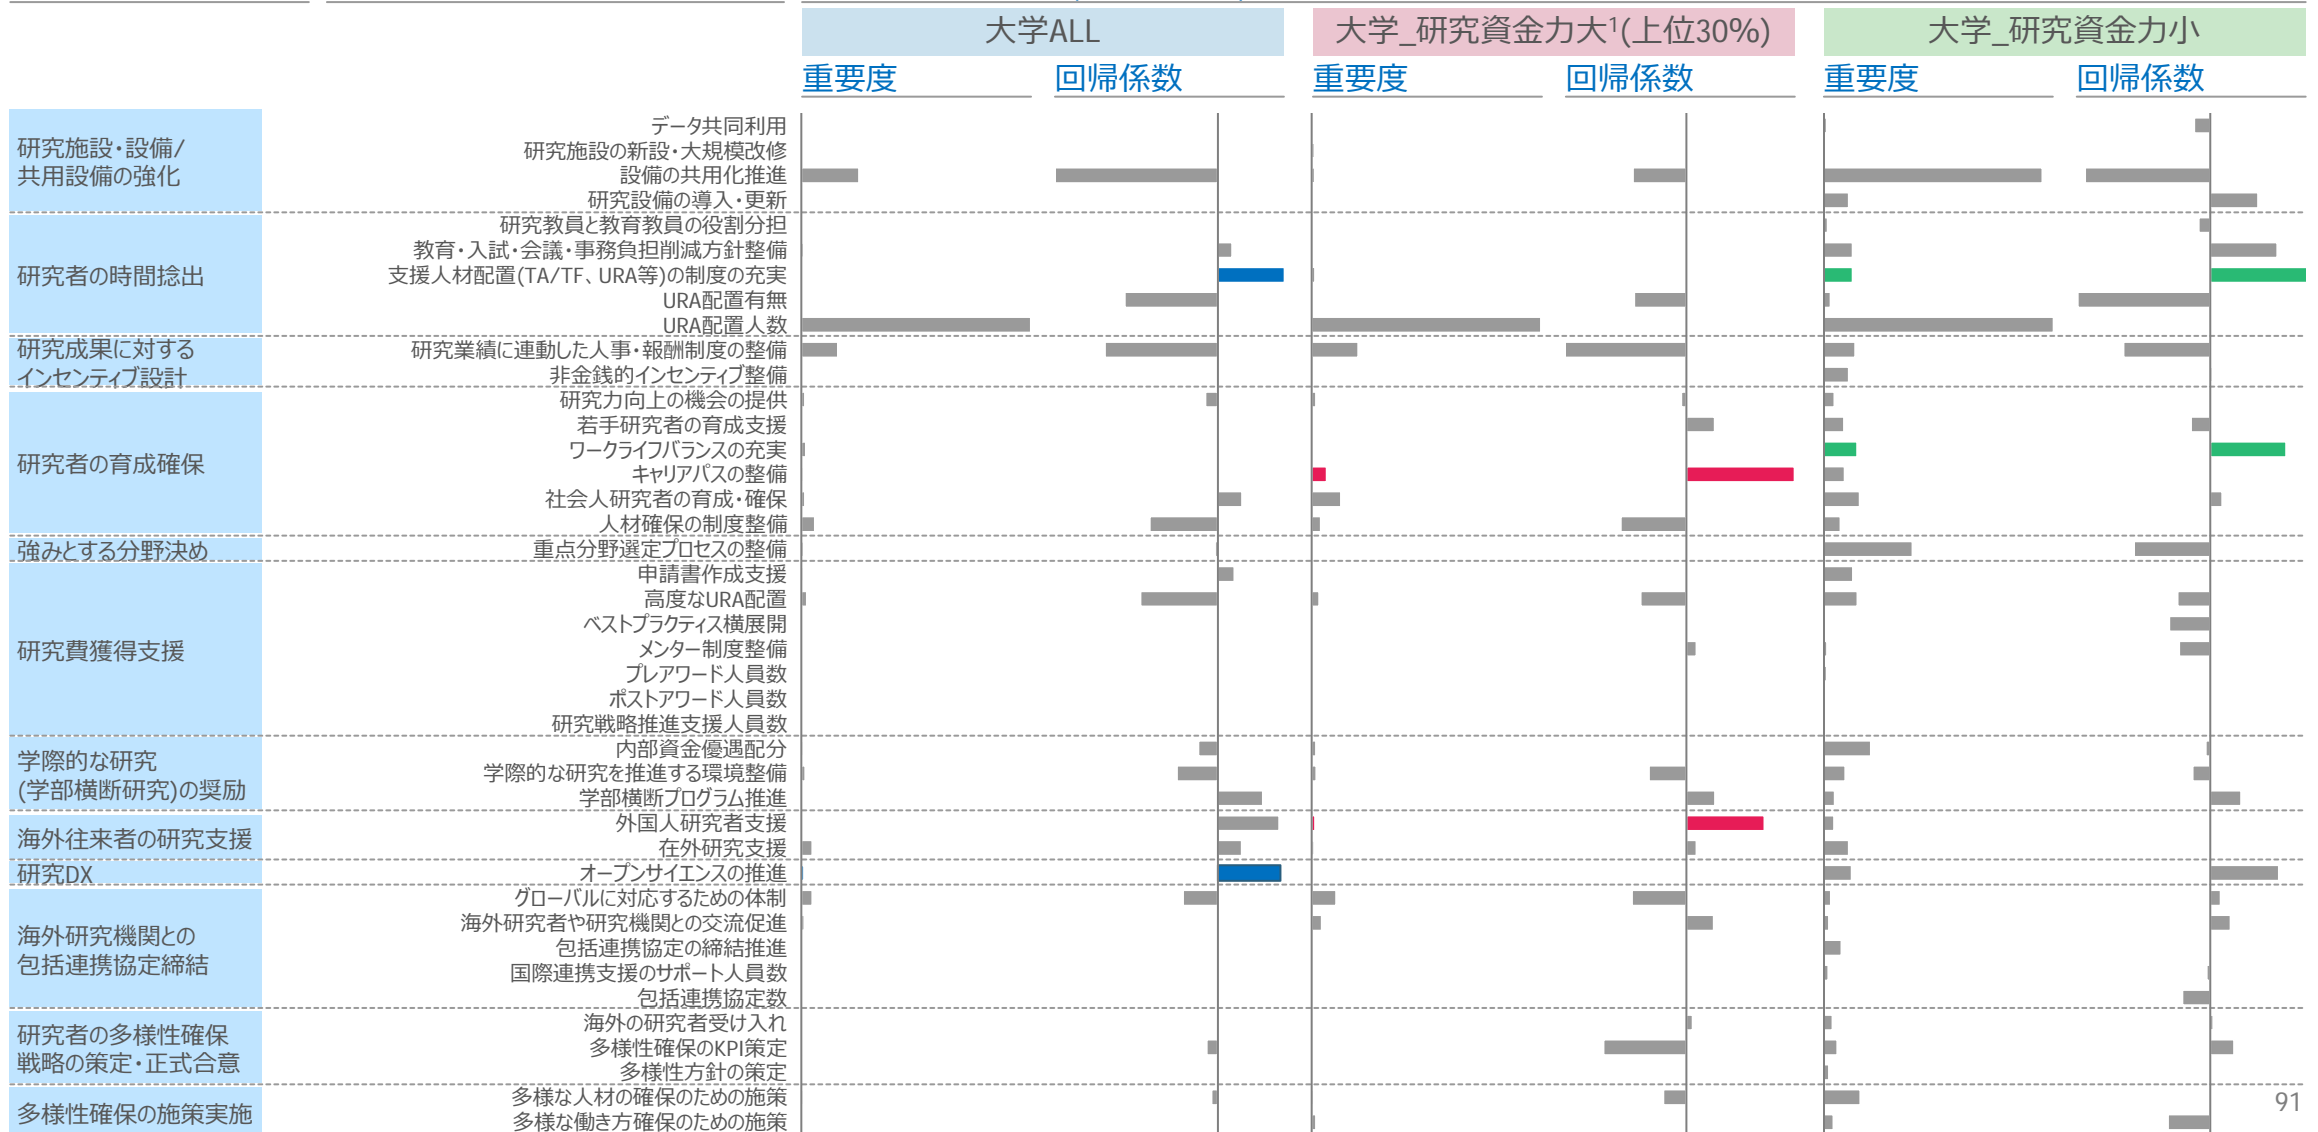 大学ALL
大学_研究資金力大1(上位30%)
大学_研究資金力小
重要度
回帰係数
重要度
回帰係数
重要度
回帰係数
研究施設・設備/
共用設備の強化
データ共同利用
研究施設の新設・大規模改修
設備の共用化推進
研究設備の導入・更新
研究者の時間捻出
研究教員と教育教員の役割分担
教育・入試・会議・事務負担削減方針整備
支援人材配置(TA/TF、URA等)の制度の充実
URA配置有無
URA配置人数
研究成果に対する
インセンティブ設計
研究業績に連動した人事・報酬制度の整備
非金銭的インセンティブ整備
研究者の育成確保
研究力向上の機会の提供
若手研究者の育成支援
ワークライフバランスの充実
キャリアパスの整備
社会人研究者の育成・確保
人材確保の制度整備
強みとする分野決め
重点分野選定プロセスの整備
研究費獲得支援
申請書作成支援
高度なURA配置
ベストプラクティス横展開
メンター制度整備
プレアワード人員数
ポストアワード人員数
研究戦略推進支援人員数
学際的な研究
(学部横断研究)の奨励
内部資金優遇配分
学際的な研究を推進する環境整備
学部横断プログラム推進
海外往来者の研究支援
外国人研究者支援
在外研究支援
研究DX
オープンサイエンスの推進
海外研究機関との
包括連携協定締結
グローバルに対応するための体制
海外研究者や研究機関との交流促進
包括連携協定の締結推進
国際連携支援のサポート人員数
包括連携協定数
研究者の多様性確保
戦略の策定・正式合意
海外の研究者受け入れ
多様性確保のKPI策定
多様性方針の策定
多様性確保の施策実施
多様な人材の確保のための施策
多様な働き方確保のための施策
91